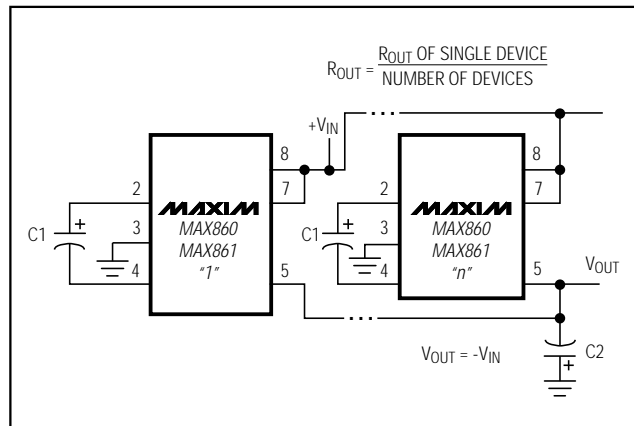 R_OUT = R_OUT OF SINGLE DEVICE
NUMBER OF DEVICES
+V_IN
8
7
2
3
4
5
C1
+
MAXIM
MAX860
MAX861
"1"
8
7
2
3
4
5
C1
+
MAXIM
MAX860
MAX861
"n"
V_OUT
V_OUT = -V_IN
C2
+